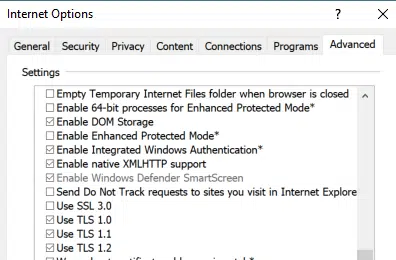 Internet Options ? ✕
General Security Privacy Content Connections Programs Advanced
Settings
Empty Temporary Internet Files folder when browser is closed
Enable 64-bit processes for Enhanced Protected Mode*
Enable DOM Storage
Enable Enhanced Protected Mode*
Enable Integrated Windows Authentication*
Enable native XMLHTTP support
Enable Windows Defender SmartScreen
Send Do Not Track requests to sites you visit in Internet Explore
Use SSL 3.0
Use TLS 1.0
Use TLS 1.1
Use TLS 1.2